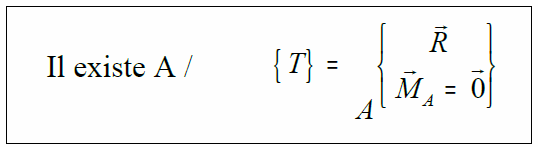 Il existe A / {T} = A { R⃗
M⃗_A = 0⃗ }